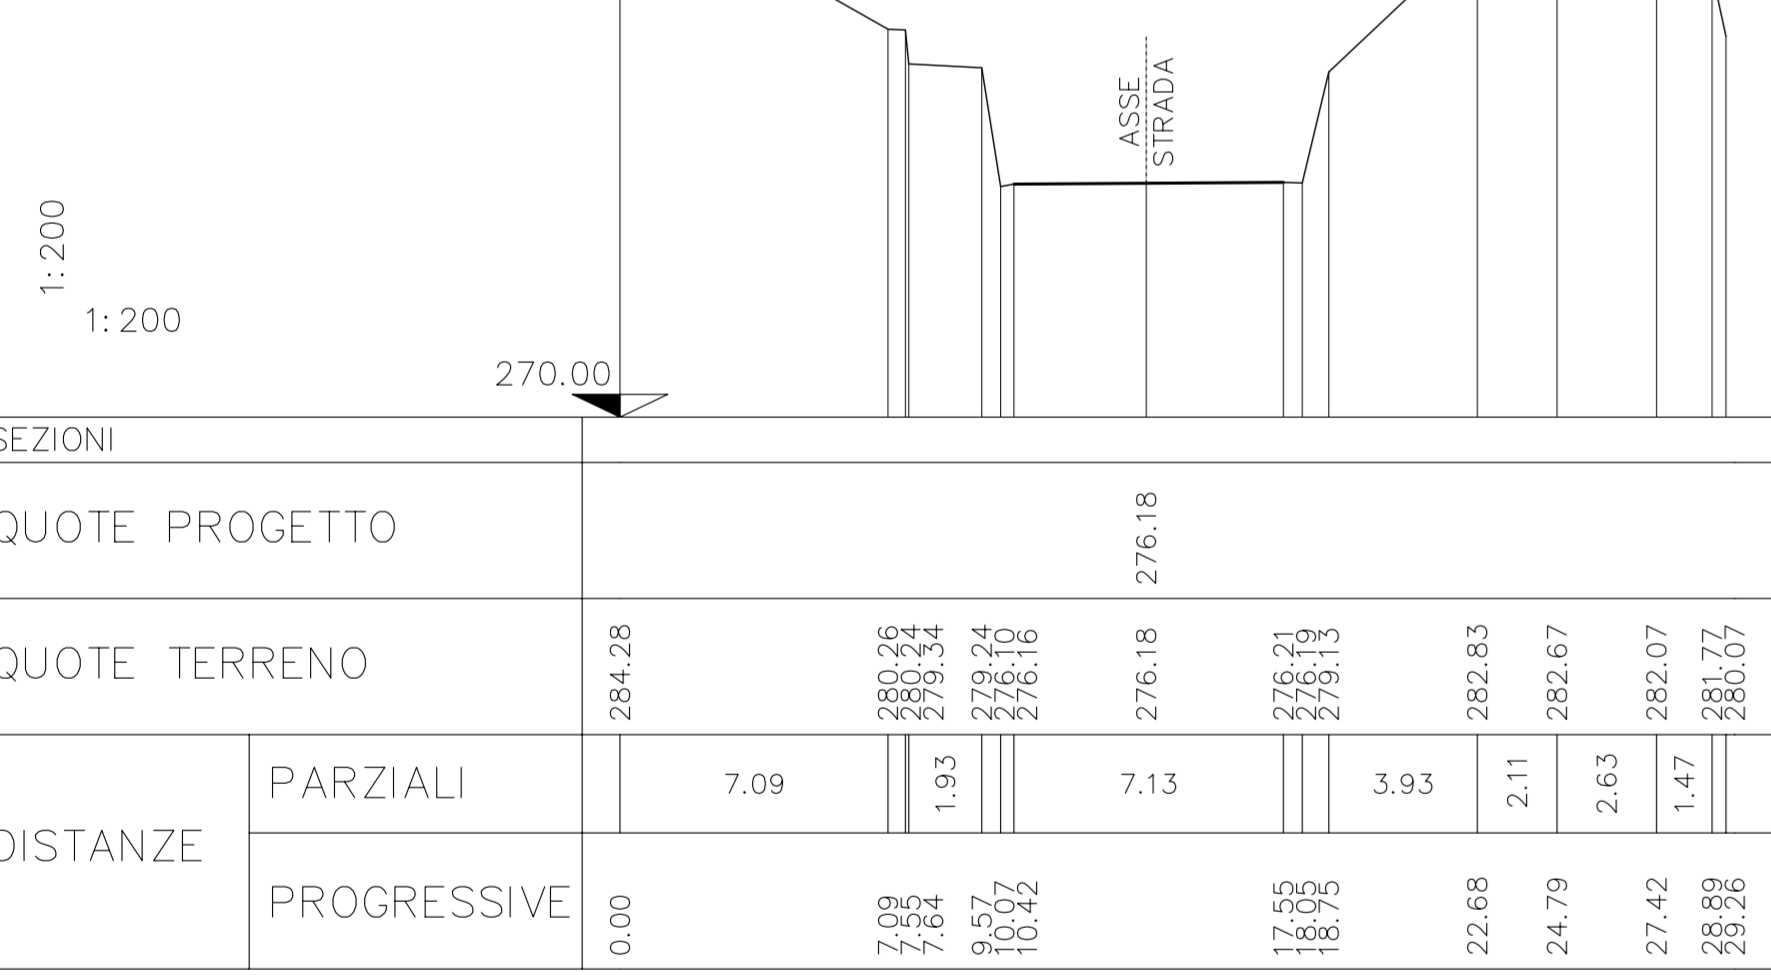 ASSE
STRADA
1:200
1:200
270.00
SEZIONI
QUOTE PROGETTO
276.18
QUOTE TERRENO
284.28 280.26 280.24 279.34 279.24 276.10 276.16 276.18 276.21 276.19 279.13 282.83 282.67 282.07 281.77 280.07
DISTANZE
PARZIALI
7.09 1.93 7.13 3.93 2.11 2.63 1.47
PROGRESSIVE
0.00 7.09 7.55 7.64 9.57 10.07 10.42 17.55 18.05 18.75 22.68 24.79 27.42 28.89 29.26